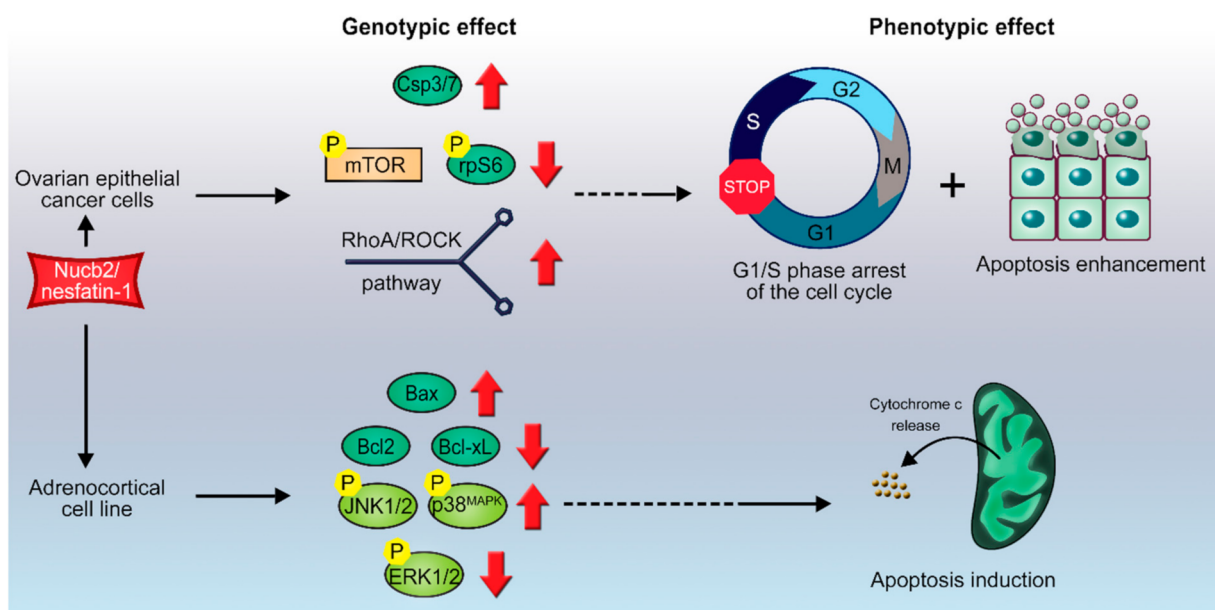 Genotypic effect
Phenotypic effect
Csp3/7
P
mTOR
P
rpS6
RhoA/ROCK
pathway
Ovarian epithelial
cancer cells
Nucb2/
nesfatin-1
G2
S
M
STOP
G1
+
G1/S phase arrest
of the cell cycle
Apoptosis enhancement
Adrenocortical
cell line
Bax
Bcl2
Bcl-xL
P
JNK1/2
P
p38MAPK
P
ERK1/2
Cytochrome c
release
Apoptosis induction